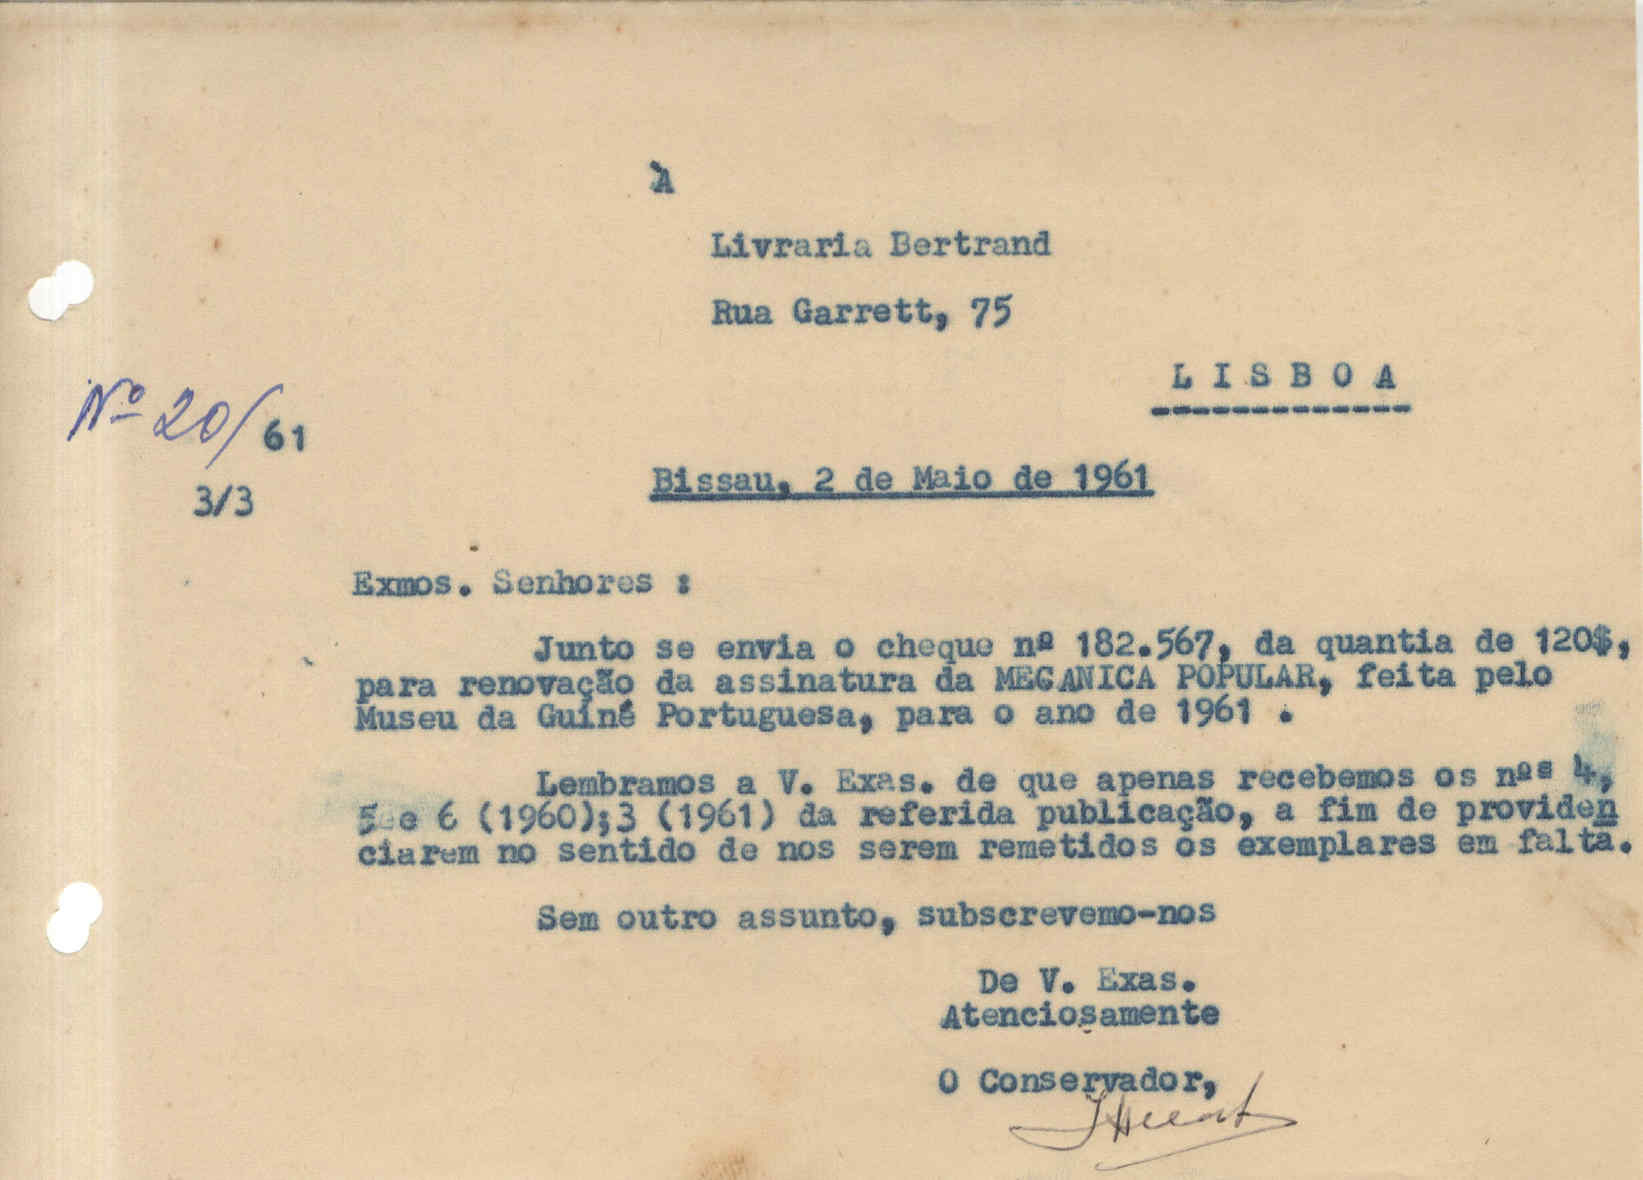 À
Livraria Bertrand
Rua Garrett, 75
L I S B O A
Nº 20/61
3/3
Bissau, 2 de Maio de 1961
Exmos. Senhores :
Junto se envia o cheque nº 182.567, da quantia de 120$,
para renovação da assinatura da MECANICA POPULAR, feita pelo
Museu da Guiné Portuguesa, para o ano de 1961 .
Lembramos a V. Exas. de que apenas recebemos os nºs 4,
5 e 6 (1960);3 (1961) da referida publicação, a fim de providen
ciarem no sentido de nos serem remetidos os exemplares em falta.
Sem outro assunto, subscrevemo-nos
De V. Exas.
Atenciosamente
O Conservador,